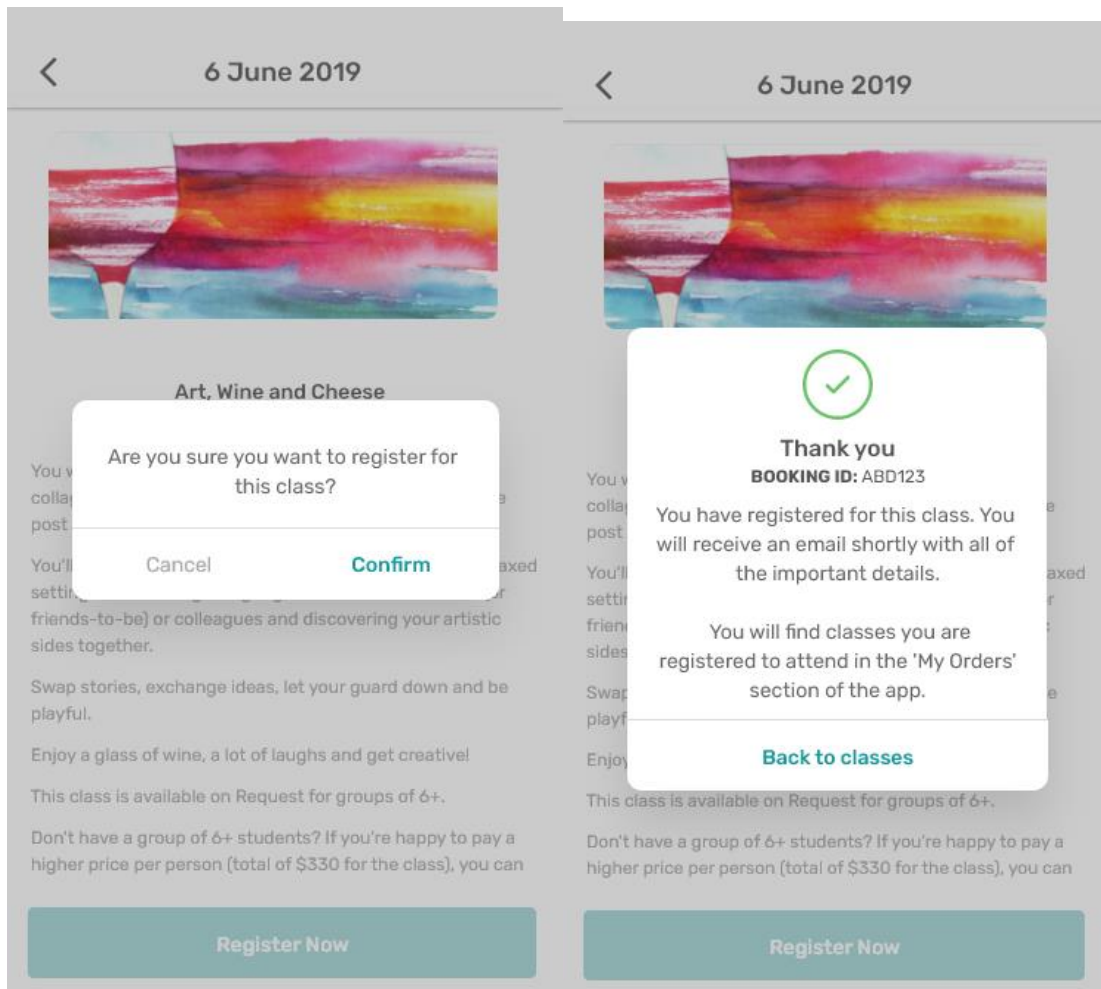 6 June 2019
Art, Wine and Cheese
Are you sure you want to register for
this class?
You
post
Cancel
Confirm
friends-to-be) or colleagues and discovering your artistic
sides together.
Swap stories, exchange ideas, let your guard down and be
playful.
Enjoy a glass of wine, a lot of laughs and get creative!
This class is available on Request for groups of 6+.
Don't have a group of 6+ students? If you're happy to pay a
higher price per person (total of $330 for the class), you can
Register Now
6 June 2019
Thank you
BOOKING ID: ABD123
You
post
You have registered for this class. You
will receive an email shortly with all of
the important details.
You will find classes you are
registered to attend in the 'My Orders'
section of the app.
Back to classes
This class is available on Request for groups of 6+.
Don't have a group of 6+ students? If you're happy to pay a
higher price per person (total of $330 for the class), you can
Register Now